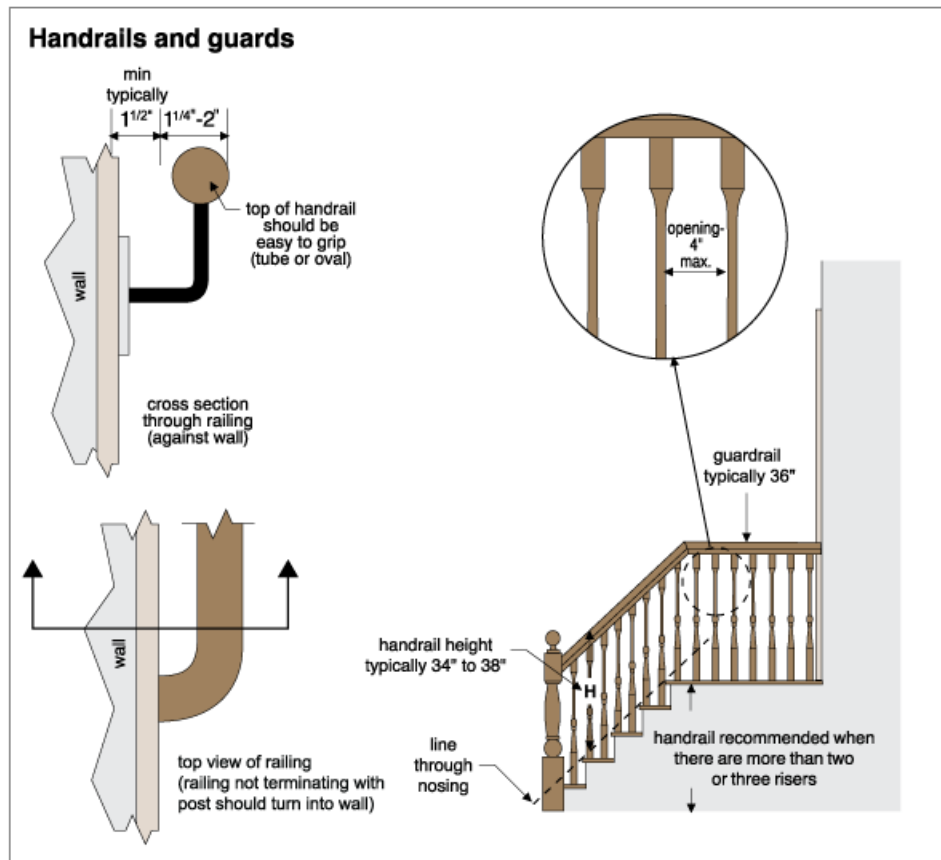 Handrails and guards
min
typically
1 1/2"
1 1/4"-2"
top of handrail
should be
easy to grip
(tube or oval)
wall
cross section
through railing
(against wall)
opening-
4"
max.
guardrail
typically 36"
wall
top view of railing
(railing not terminating with
post should turn into wall)
handrail height
typically 34" to 38"
H
line
through
nosing
handrail recommended when
there are more than two
or three risers